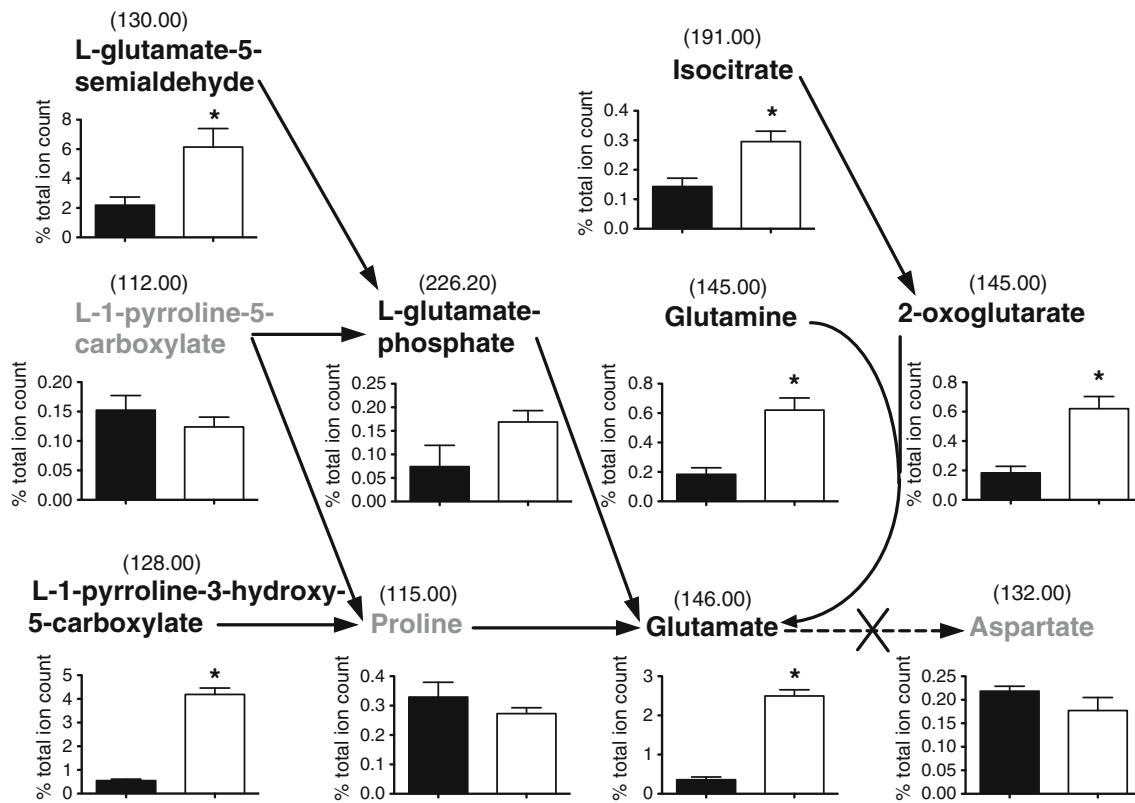 (130.00)
L-glutamate-5-
semialdehyde
(191.00)
Isocitrate
% total ion count
8
6
4
2
0
*
% total ion count
0.4
0.3
0.2
0.1
0.0
*
(112.00)
L-1-pyrroline-5-
carboxylate
(226.20)
L-glutamate-
phosphate
(145.00)
Glutamine
(145.00)
2-oxoglutarate
% total ion count
0.20
0.15
0.10
0.05
0.00
% total ion count
0.25
0.20
0.15
0.10
0.05
0.00
% total ion count
0.8
0.6
0.4
0.2
0.0
*
% total ion count
0.8
0.6
0.4
0.2
0.0
*
(128.00)
L-1-pyrroline-3-hydroxy-
5-carboxylate
(115.00)
Proline
(146.00)
Glutamate
(132.00)
Aspartate
% total ion count
5
4
3
2
1
0
*
% total ion count
0.4
0.3
0.2
0.1
0.0
% total ion count
3
2
1
0
*
% total ion count
0.25
0.20
0.15
0.10
0.05
0.00